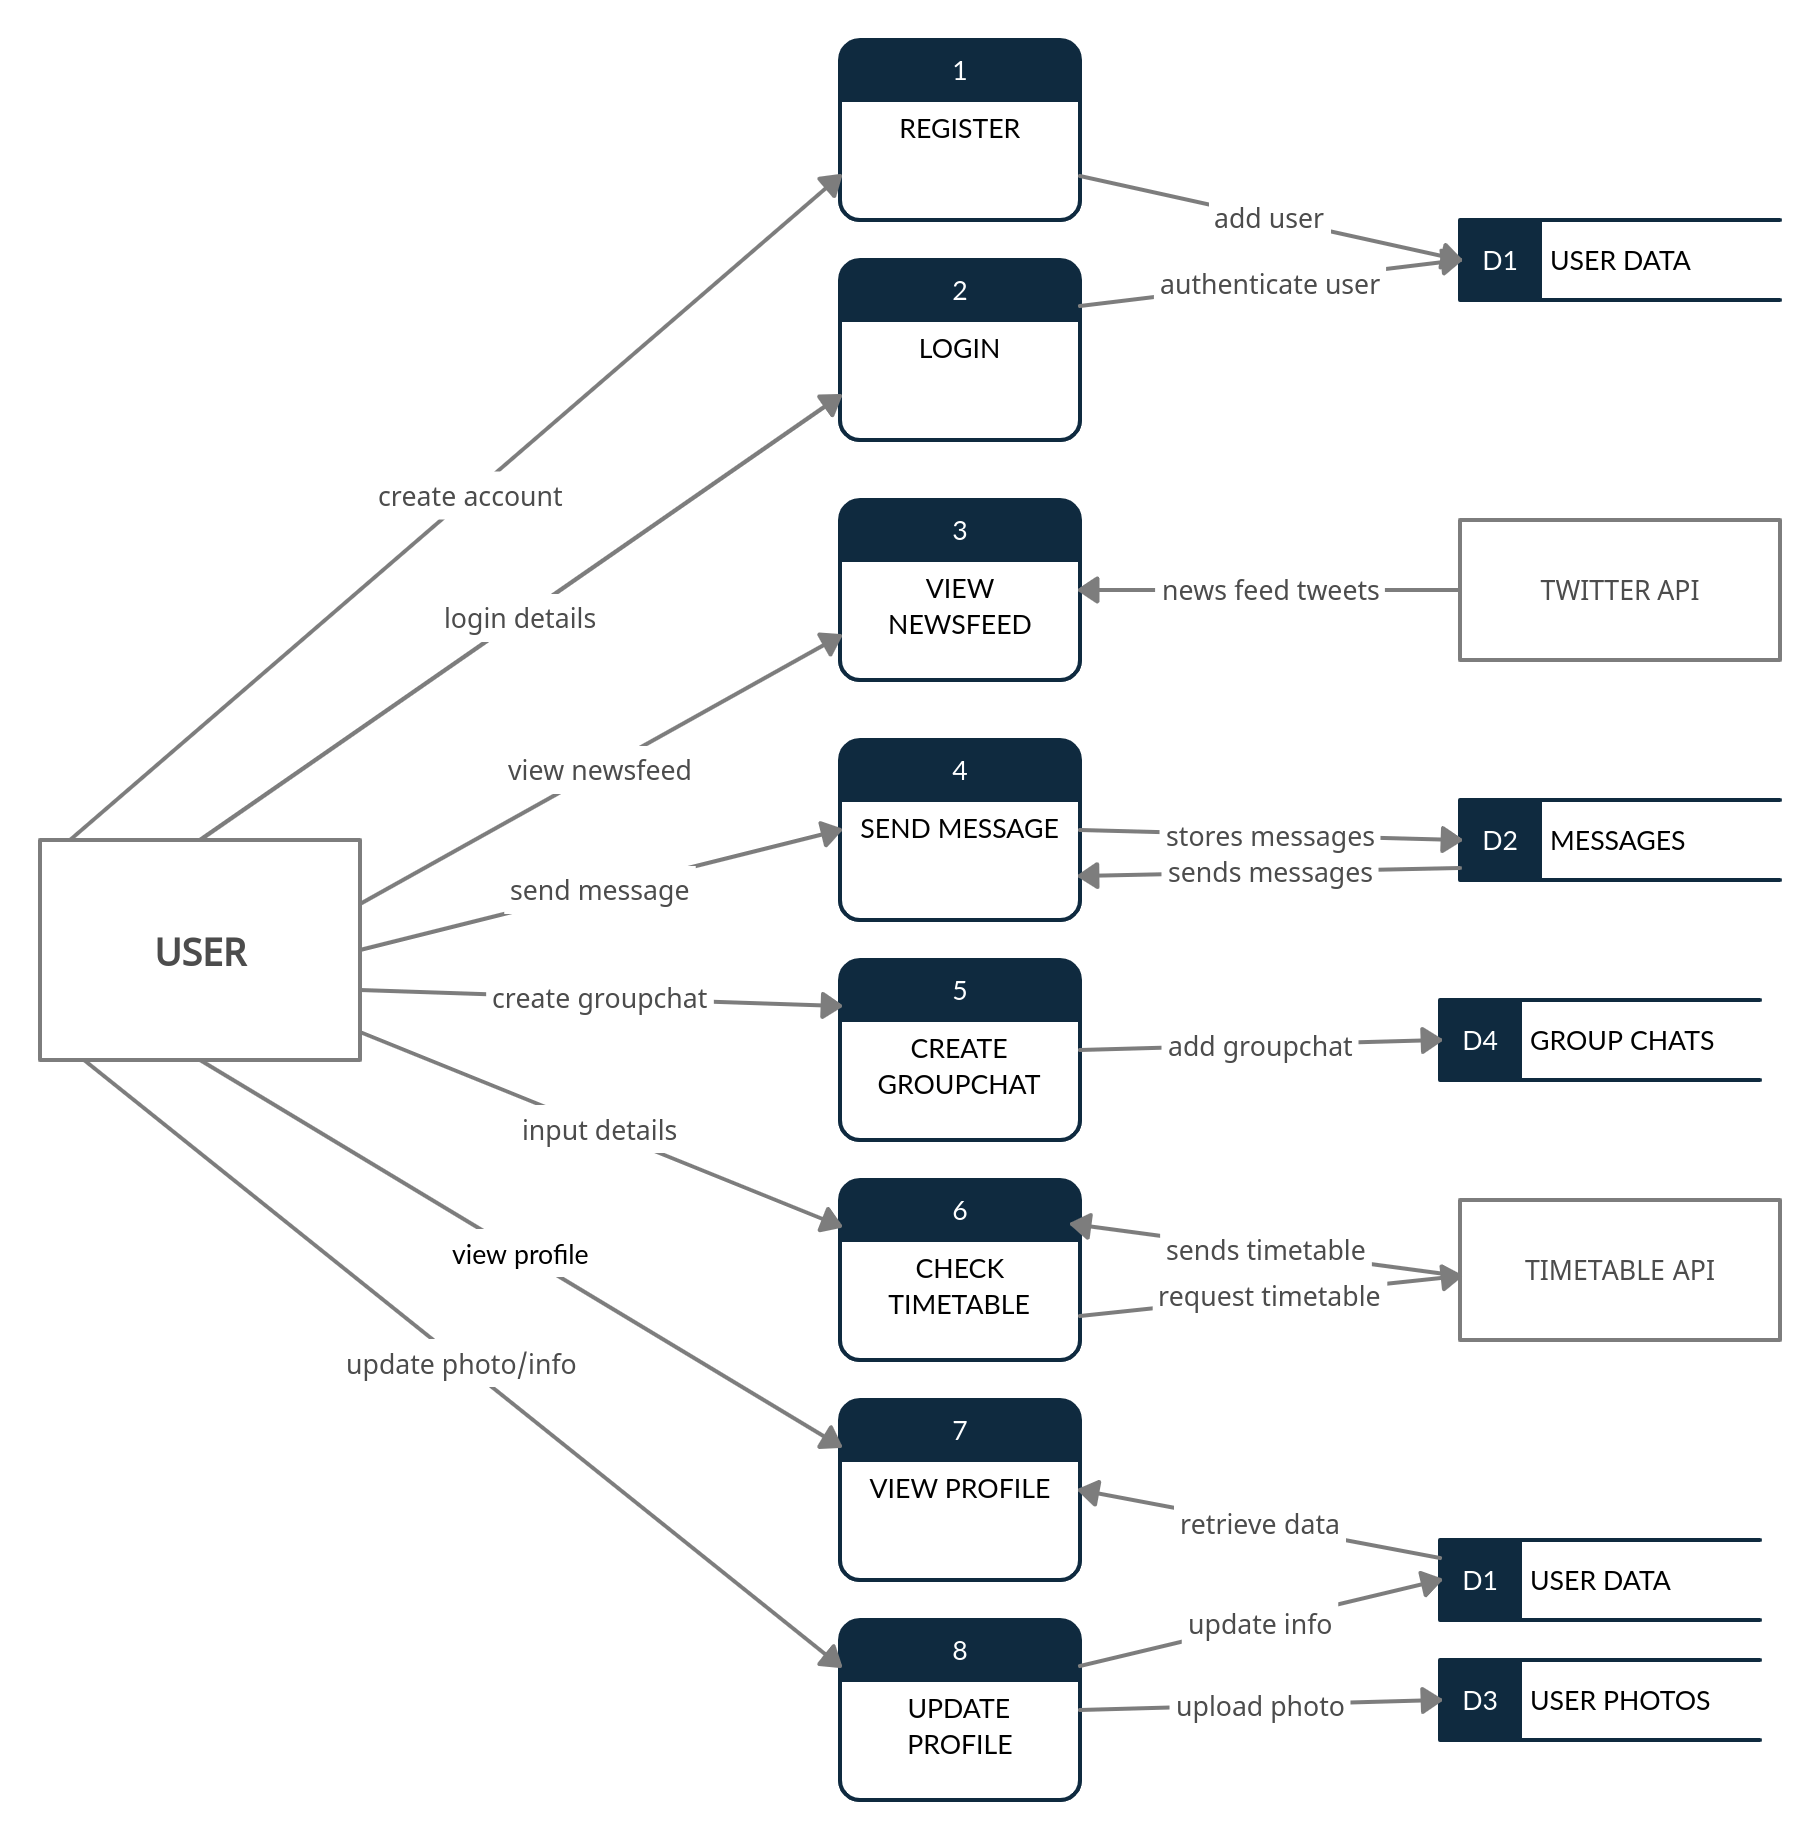 1
REGISTER
add user
D1
USER DATA
authenticate user
2
LOGIN
create account
login details
3
VIEW
NEWSFEED
news feed tweets
TWITTER API
view newsfeed
4
SEND MESSAGE
stores messages
sends messages
D2
MESSAGES
send message
USER
create groupchat
5
CREATE
GROUPCHAT
add groupchat
D4
GROUP CHATS
input details
6
CHECK
TIMETABLE
sends timetable
request timetable
TIMETABLE API
view profile
update photo/info
7
VIEW PROFILE
retrieve data
D1
USER DATA
update info
8
UPDATE
PROFILE
upload photo
D3
USER PHOTOS